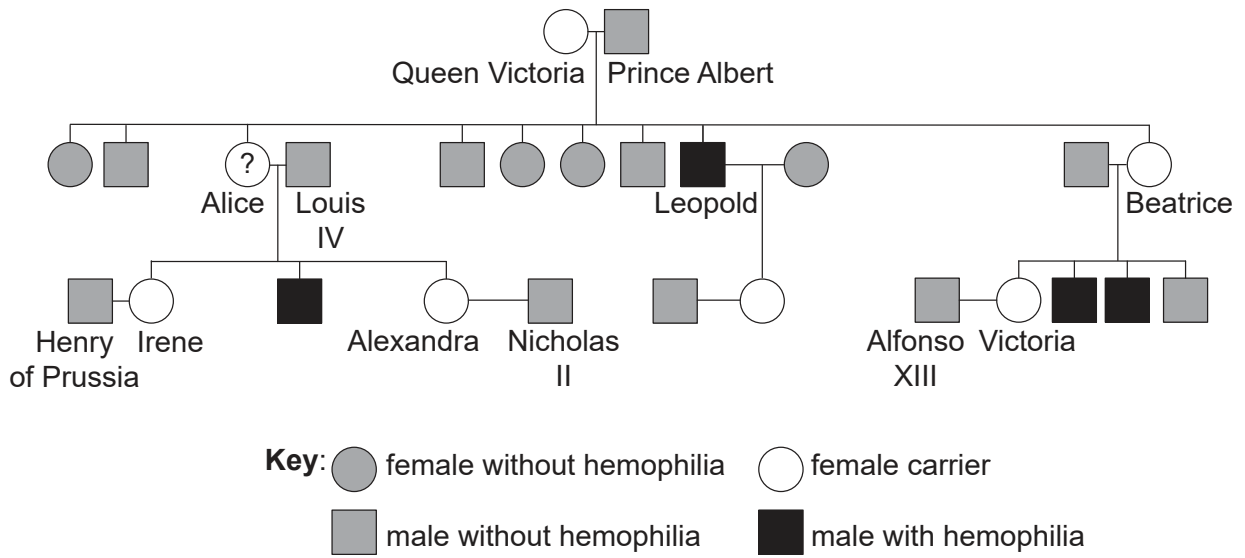 Queen Victoria Prince Albert
?
Alice Louis IV Leopold Beatrice
Henry of Prussia Irene Alexandra Nicholas II Alfonso XIII Victoria
Key: female without hemophilia female carrier
male without hemophilia male with hemophilia